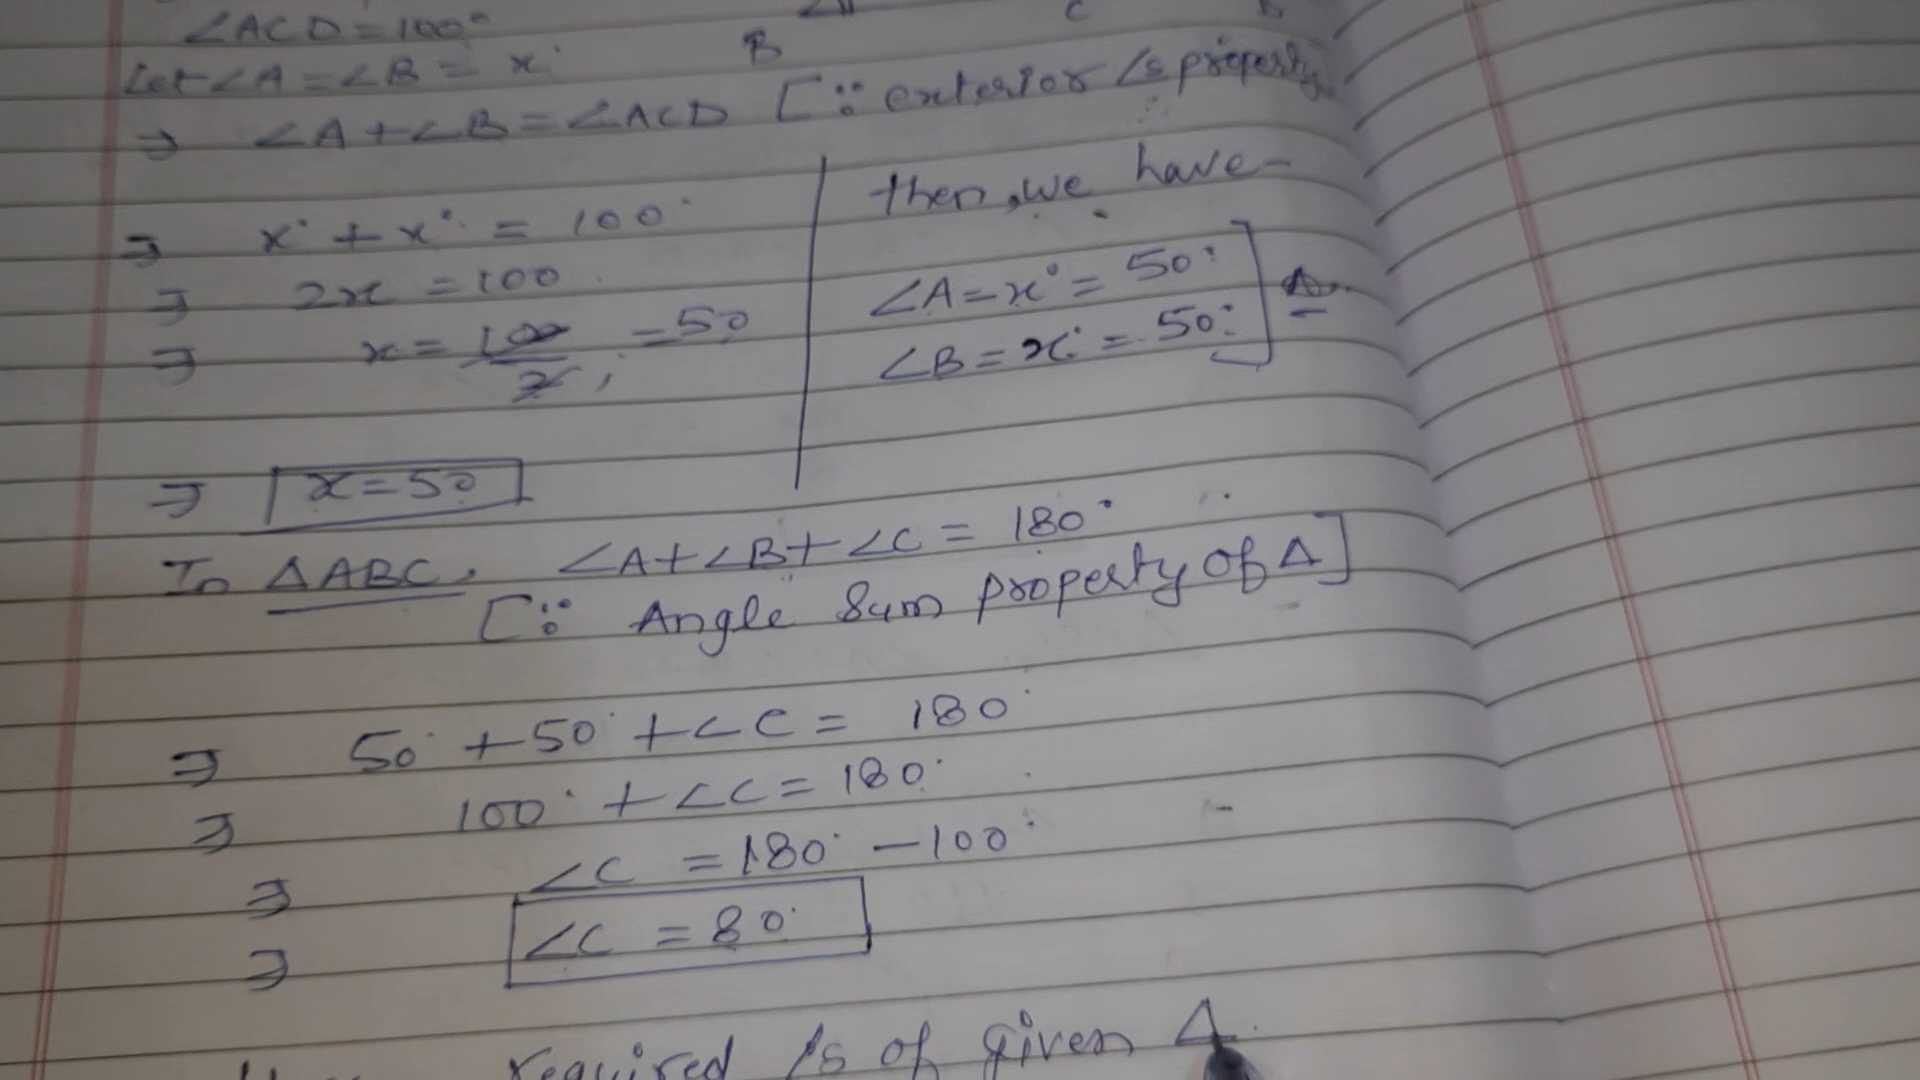 ∠ACD = 100°
B C
Let ∠A = ∠B = x°
⇒ ∠A + ∠B = ∠ACD [∵ exterior ∠s property
⇒ x° + x° = 100°
⇒ 2x = 100
⇒ x = 100/2 = 50
⇒ x = 50
then, we have -
∠A = x° = 50°
∠B = x° = 50°
In △ABC, ∠A + ∠B + ∠C = 180°
[∵ Angle Sum property of △]
⇒ 50° + 50° + ∠C = 180°
⇒ 100° + ∠C = 180°
⇒ ∠C = 180° - 100°
⇒ ∠C = 80°
required ∠s of given △